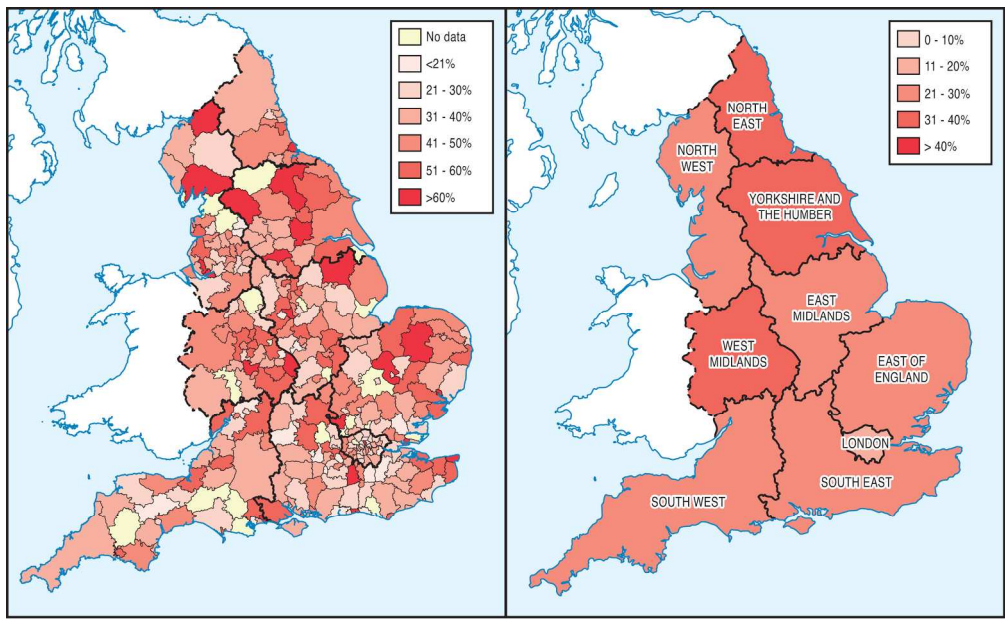 No data
<21%
21 - 30%
31 - 40%
41 - 50%
51 - 60%
>60%
0 - 10%
11 - 20%
21 - 30%
31 - 40%
> 40%
NORTH
EAST
NORTH
WEST
YORKSHIRE AND
THE HUMBER
EAST
MIDLANDS
WEST
MIDLANDS
EAST OF
ENGLAND
LONDON
SOUTH EAST
SOUTH WEST